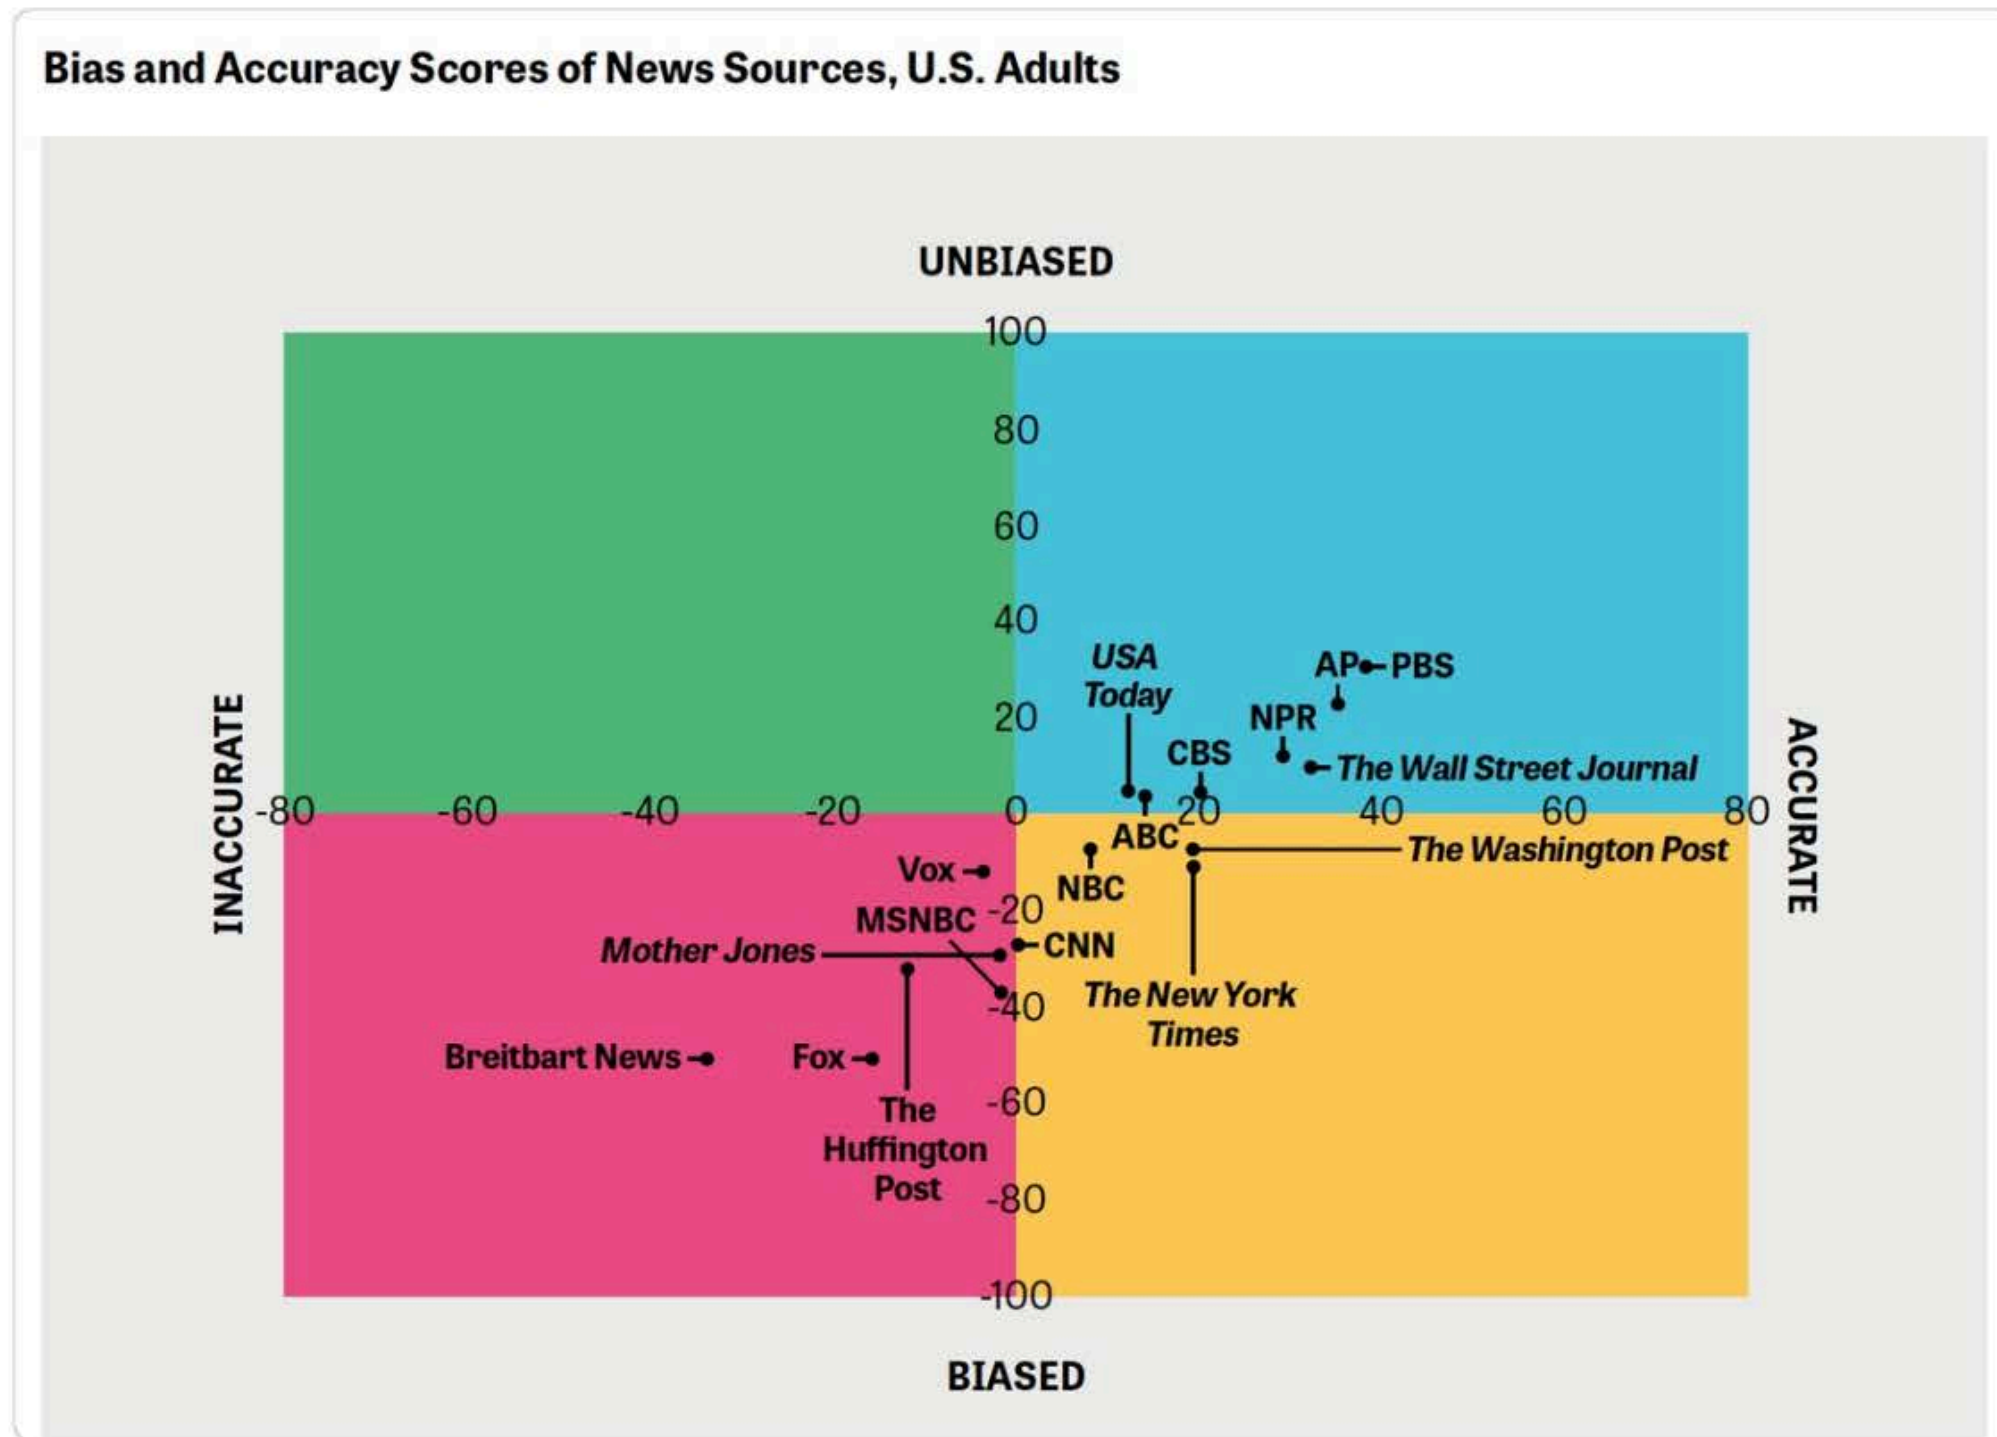 Bias and Accuracy Scores of News Sources, U.S. Adults
UNBIASED
100
80
60
40
USA
Today
AP
PBS
20
NPR
CBS
The Wall Street Journal
INACCURATE
ACCURATE
-80 -60 -40 -20 0 20 40 60 80
ABC
The Washington Post
Vox
NBC
-20
MSNBC
Mother Jones
CNN
The New York
Times
-40
Breitbart News
Fox
-60
The
Huffington
Post
-80
-100
BIASED